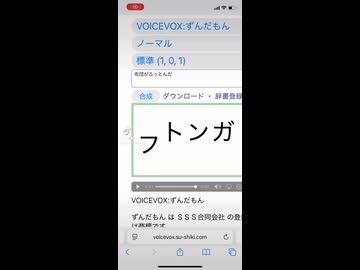 VOICEVOX:ずんだもん
ノーマル
標準 (1, 0, 1)
布団がふっとんだ
合成 ダウンロード ・ 辞書登録
フトンガ
VOICEVOX:ずんだもん
ずんだもん は SSS合同会社 の登
voicevox.su-shiki.com